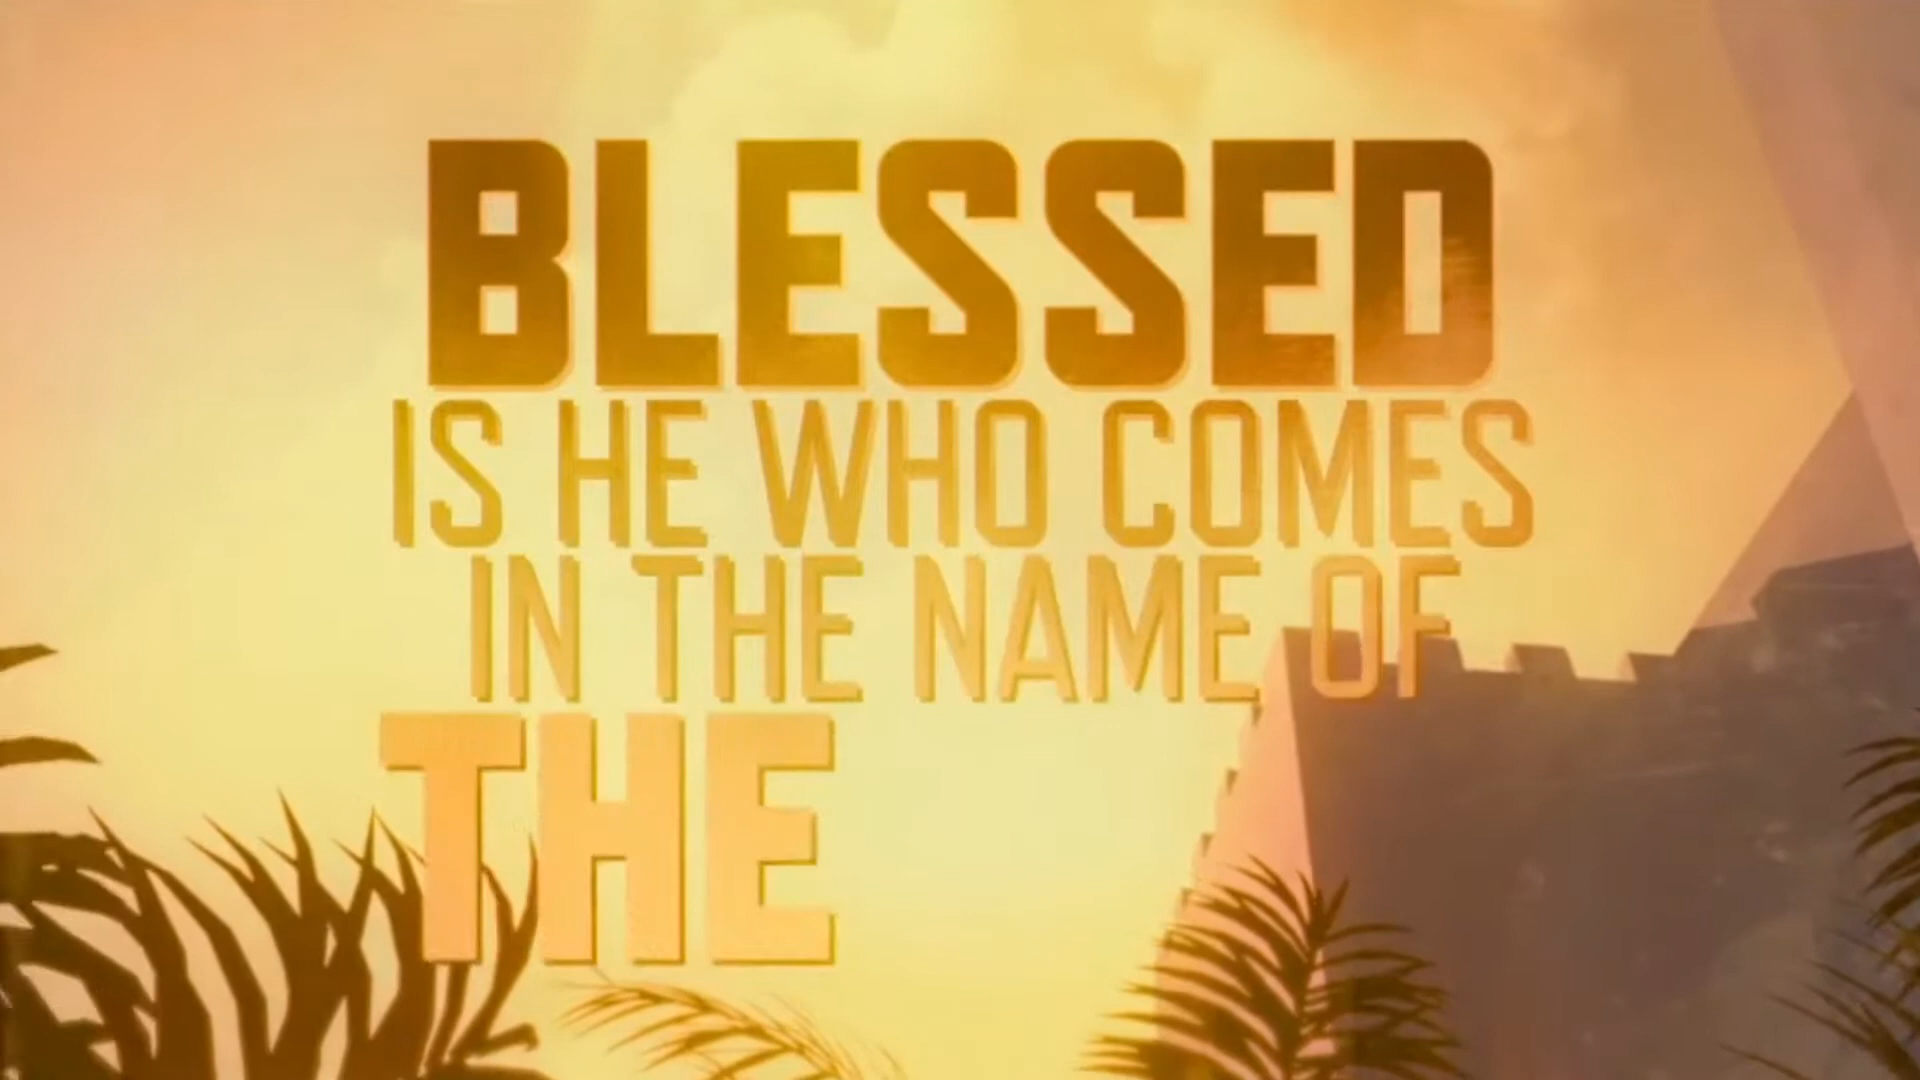 BLESSED
IS HE WHO COMES
IN THE NAME OF
THE